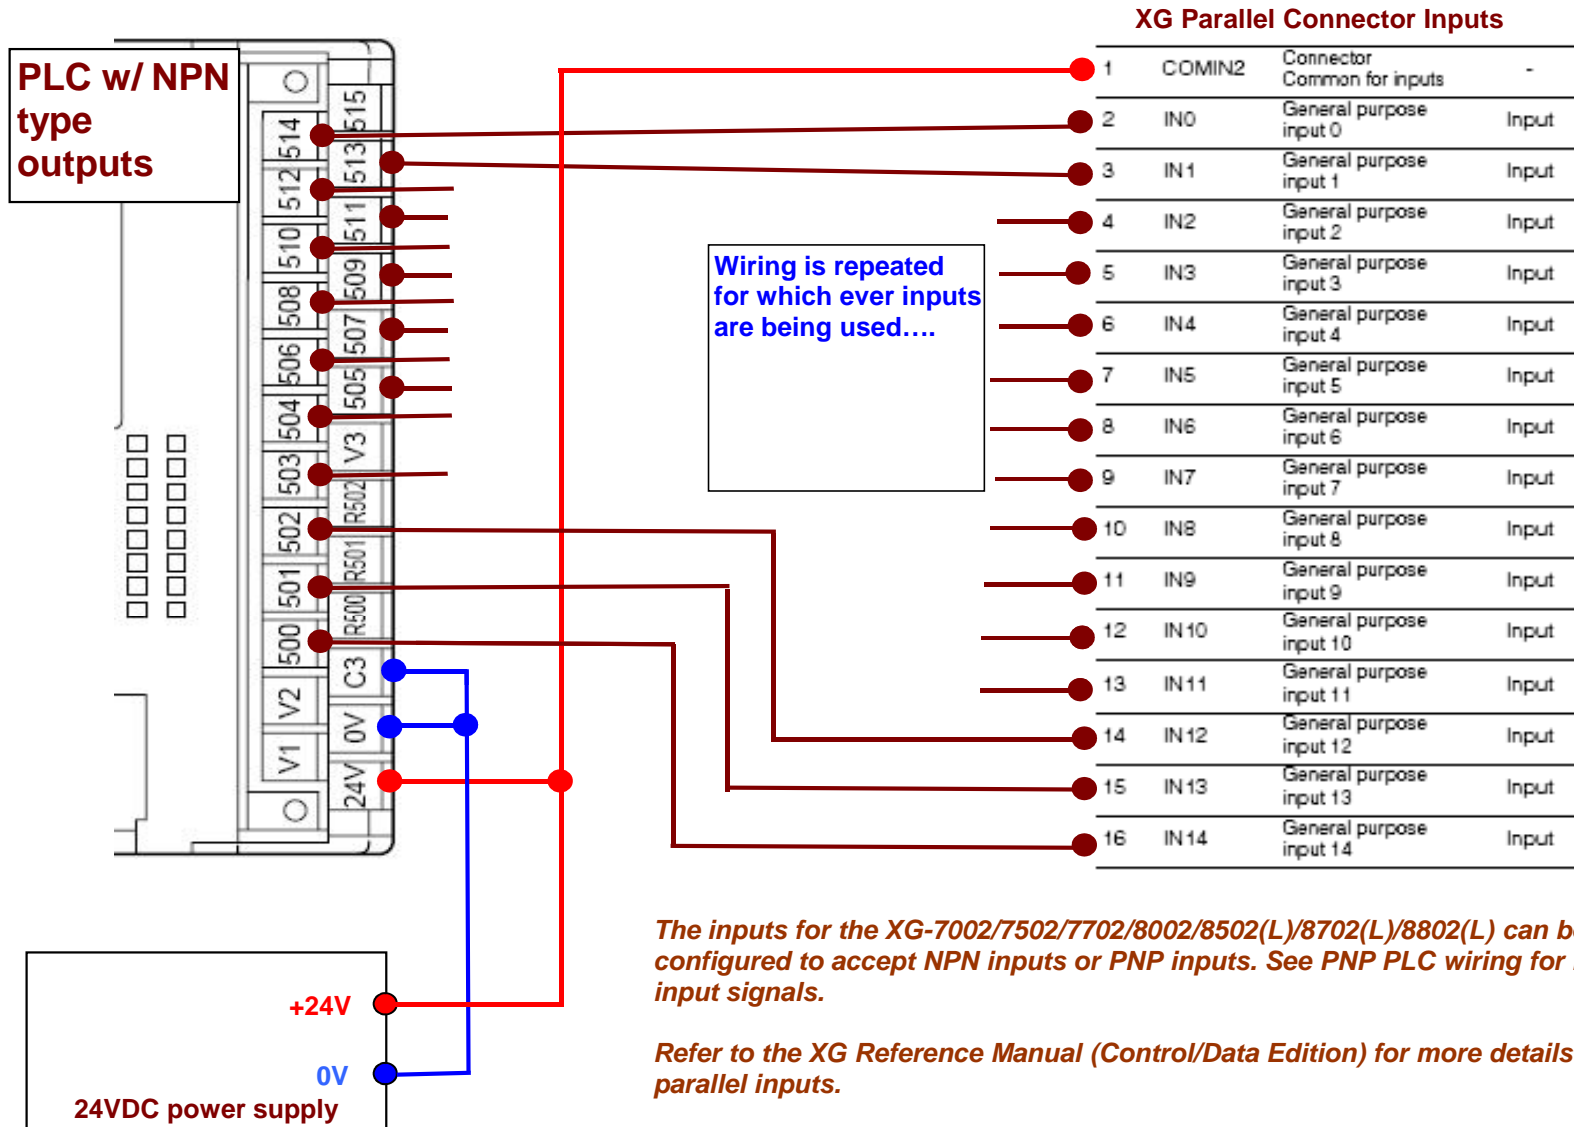 XG Parallel Connector Inputs
PLC w/ NPN
type
outputs
514
512
510
508
506
504
503
502
501
500
V2
V1
515
513
511
509
507
505
V3
R502
R501
R500
C3
0V
24V
Wiring is repeated
for which ever inputs
are being used....
1 COMIN2 Connector Common for inputs -
2 IN0 General purpose input 0 Input
3 IN1 General purpose input 1 Input
4 IN2 General purpose input 2 Input
5 IN3 General purpose input 3 Input
6 IN4 General purpose input 4 Input
7 IN5 General purpose input 5 Input
8 IN6 General purpose input 6 Input
9 IN7 General purpose input 7 Input
10 IN8 General purpose input 8 Input
11 IN9 General purpose input 9 Input
12 IN10 General purpose input 10 Input
13 IN11 General purpose input 11 Input
14 IN12 General purpose input 12 Input
15 IN13 General purpose input 13 Input
16 IN14 General purpose input 14 Input
The inputs for the XG-7002/7502/7702/8002/8502(L)/8702(L)/8802(L) can be
configured to accept NPN inputs or PNP inputs. See PNP PLC wiring for
input signals.
Refer to the XG Reference Manual (Control/Data Edition) for more details
parallel inputs.
+24V
0V
24VDC power supply